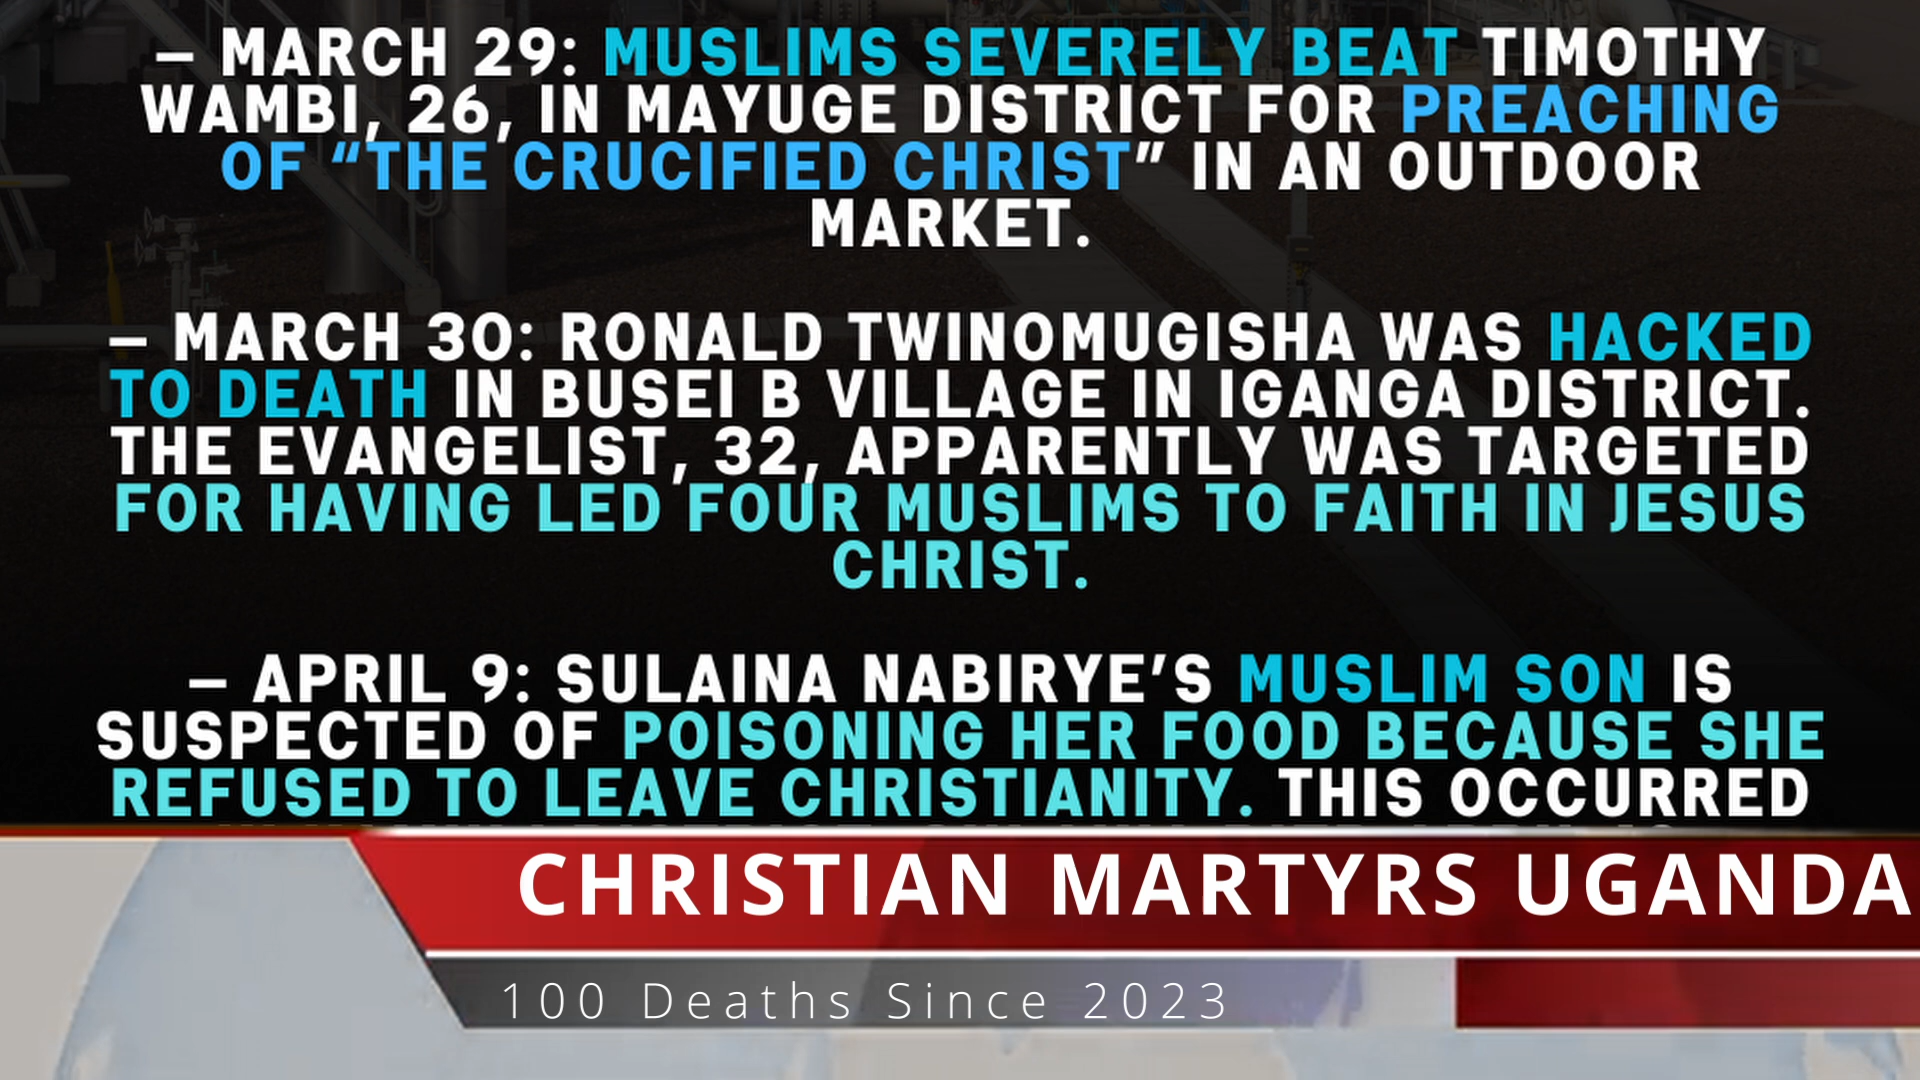 – MARCH 29: MUSLIMS SEVERELY BEAT TIMOTHY
WAMBI, 26, IN MAYUGE DISTRICT FOR PREACHING
OF “THE CRUCIFIED CHRIST” IN AN OUTDOOR
MARKET.
– MARCH 30: RONALD TWINOMUGISHA WAS HACKED
TO DEATH IN BUSEI B VILLAGE IN IGANGA DISTRICT.
THE EVANGELIST, 32, APPARENTLY WAS TARGETED
FOR HAVING LED FOUR MUSLIMS TO FAITH IN JESUS
CHRIST.
– APRIL 9: SULAINA NABIRYE’S MUSLIM SON IS
SUSPECTED OF POISONING HER FOOD BECAUSE SHE
REFUSED TO LEAVE CHRISTIANITY. THIS OCCURRED
CHRISTIAN MARTYRS UGANDA
100 Deaths Since 2023